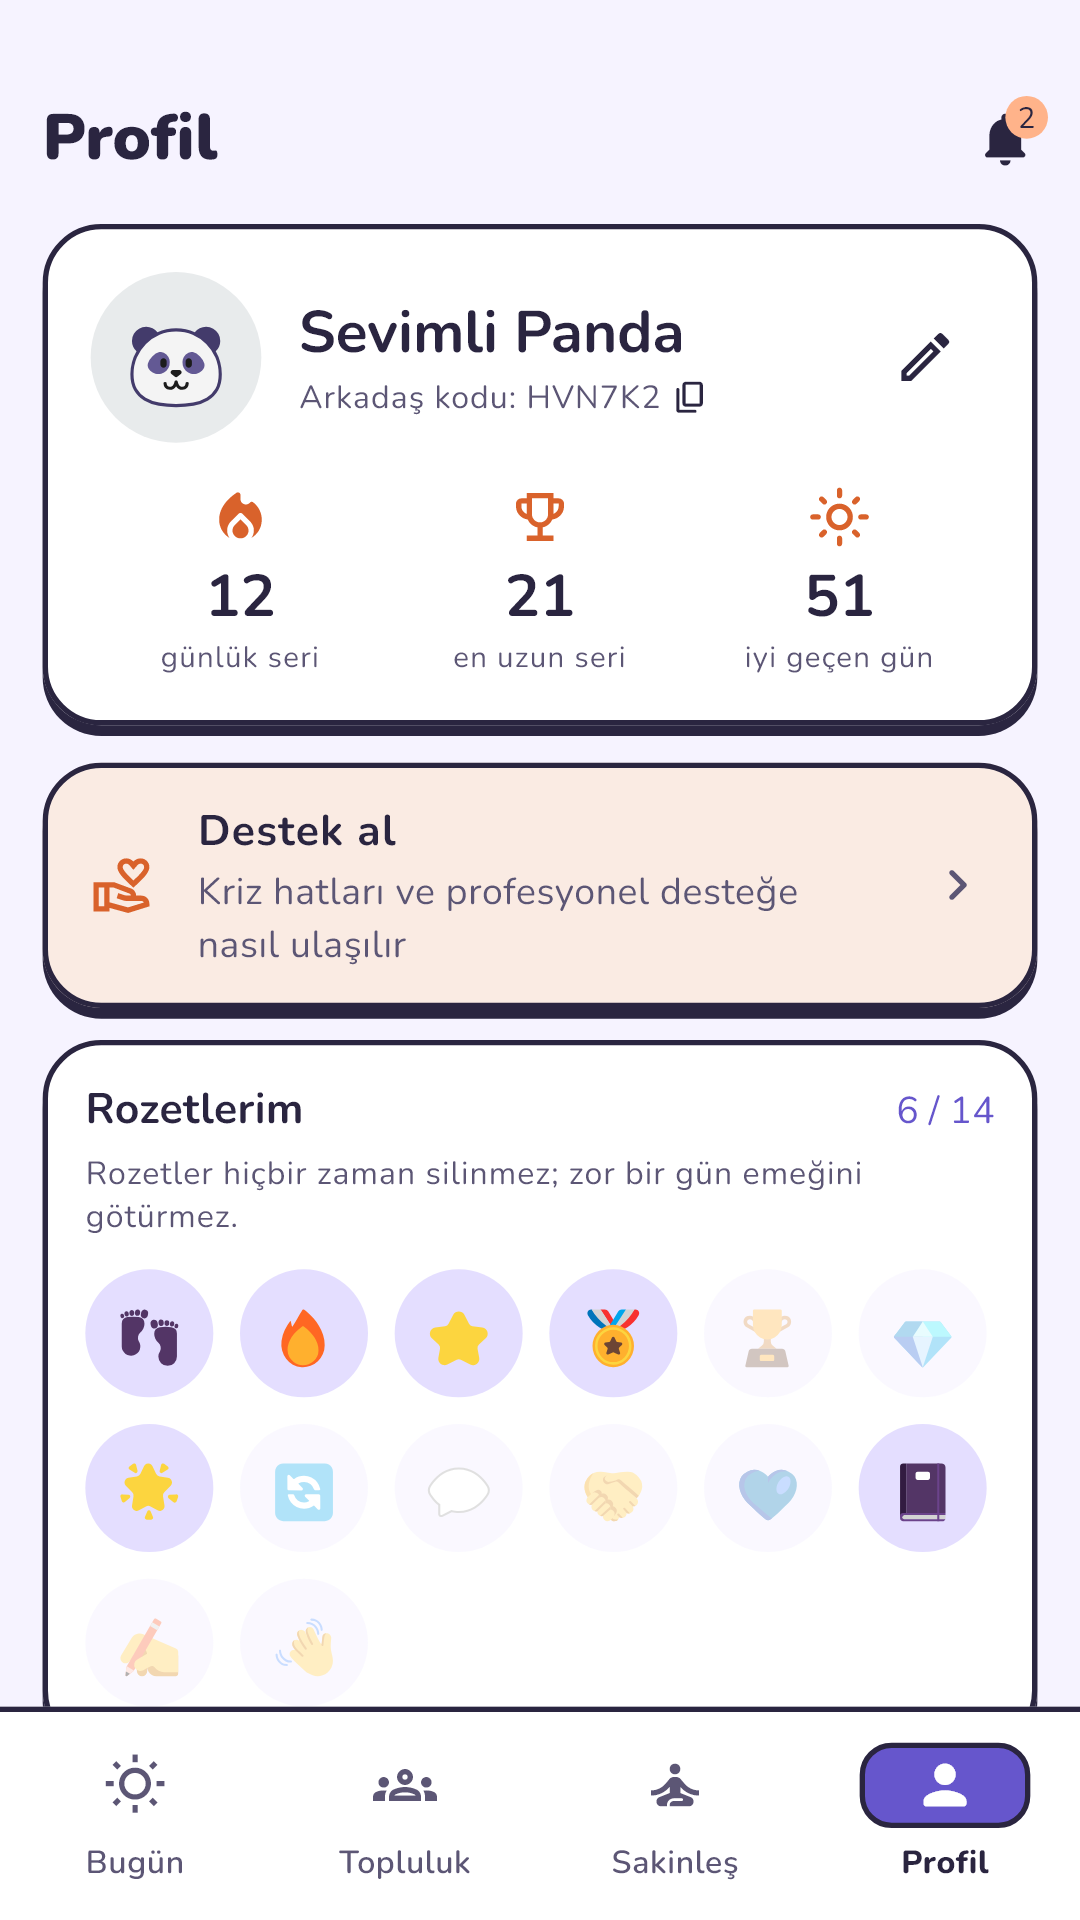 Profil
2
Sevimli Panda
Arkadaş kodu: HVN7K2
12
21
51
günlük seri
en uzun seri
iyi geçen gün
Destek al
Kriz hatları ve profesyonel desteğe
nasıl ulaşılır
Rozetlerim
6 / 14
Rozetler hiçbir zaman silinmez; zor bir gün emeğini
götürmez.
Bugün
Topluluk
Sakinleş
Profil